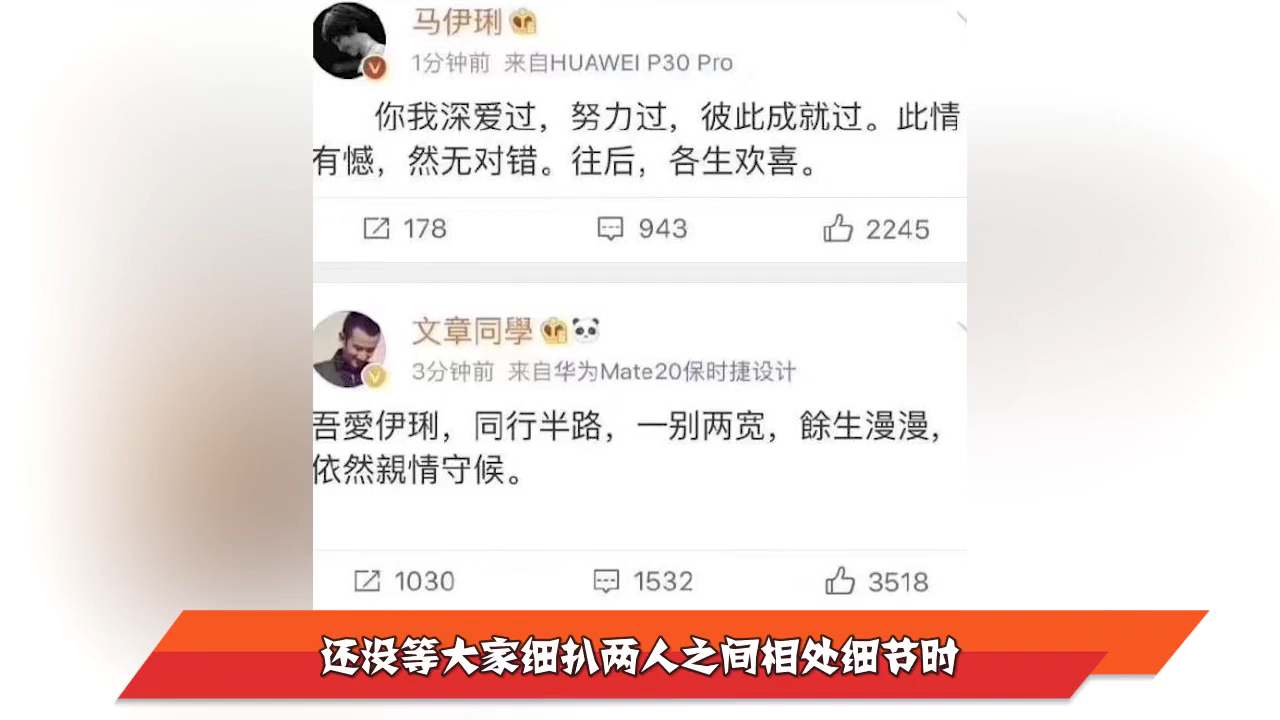 马伊琍
1分钟前 来自HUAWEI P30 Pro
你我深爱过，努力过，彼此成就过。此情
有憾，然无对错。往后，各生欢喜。
178 943 2245
文章同學
3分钟前 来自华为Mate20保时捷设计
吾愛伊琍，同行半路，一别两宽，餘生漫漫，
依然親情守候。
1030 1532 3518
还没等大家细扒两人之间相处细节时